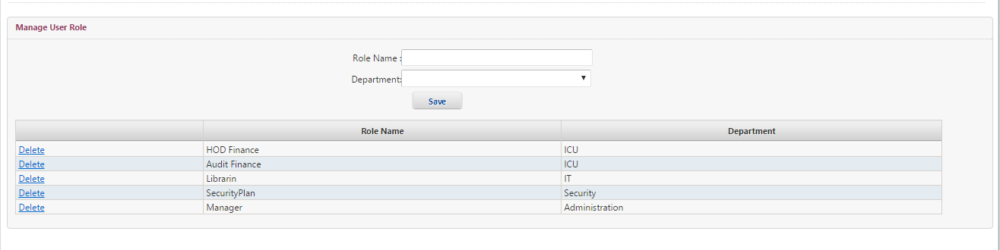 Manage User Role
Role Name :
Department:
Save
Role Name Department
Delete HOD Finance ICU
Delete Audit Finance ICU
Delete Librarin IT
Delete SecurityPlan Security
Delete Manager Administration